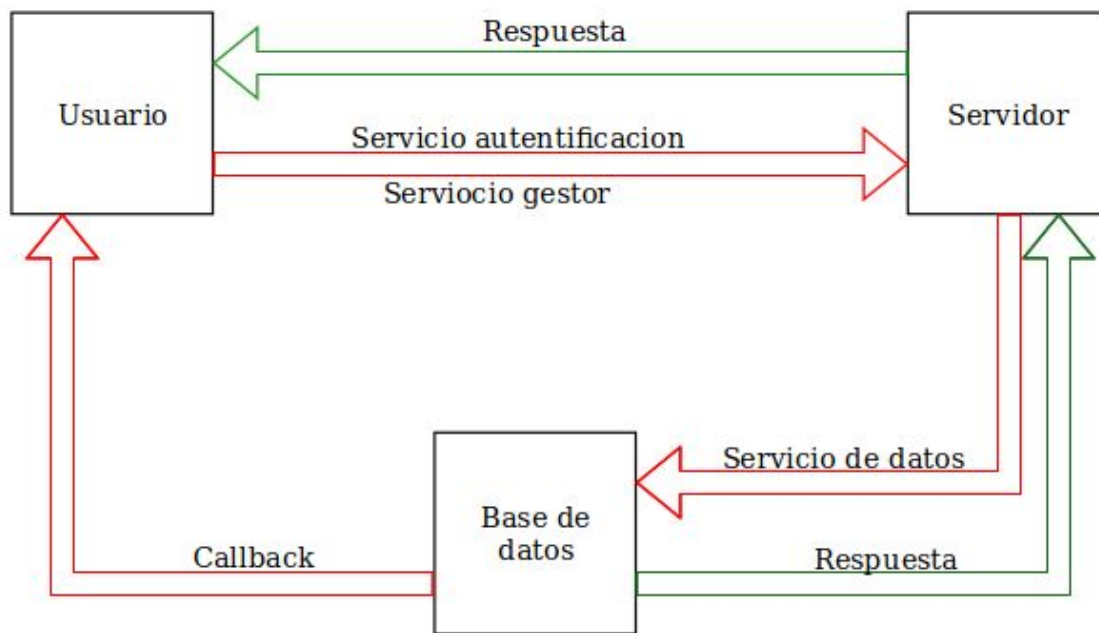 Respuesta
Usuario
Servidor
Servicio autentificacion
Serviocio gestor
Servicio de datos
Base de
datos
Callback
Respuesta